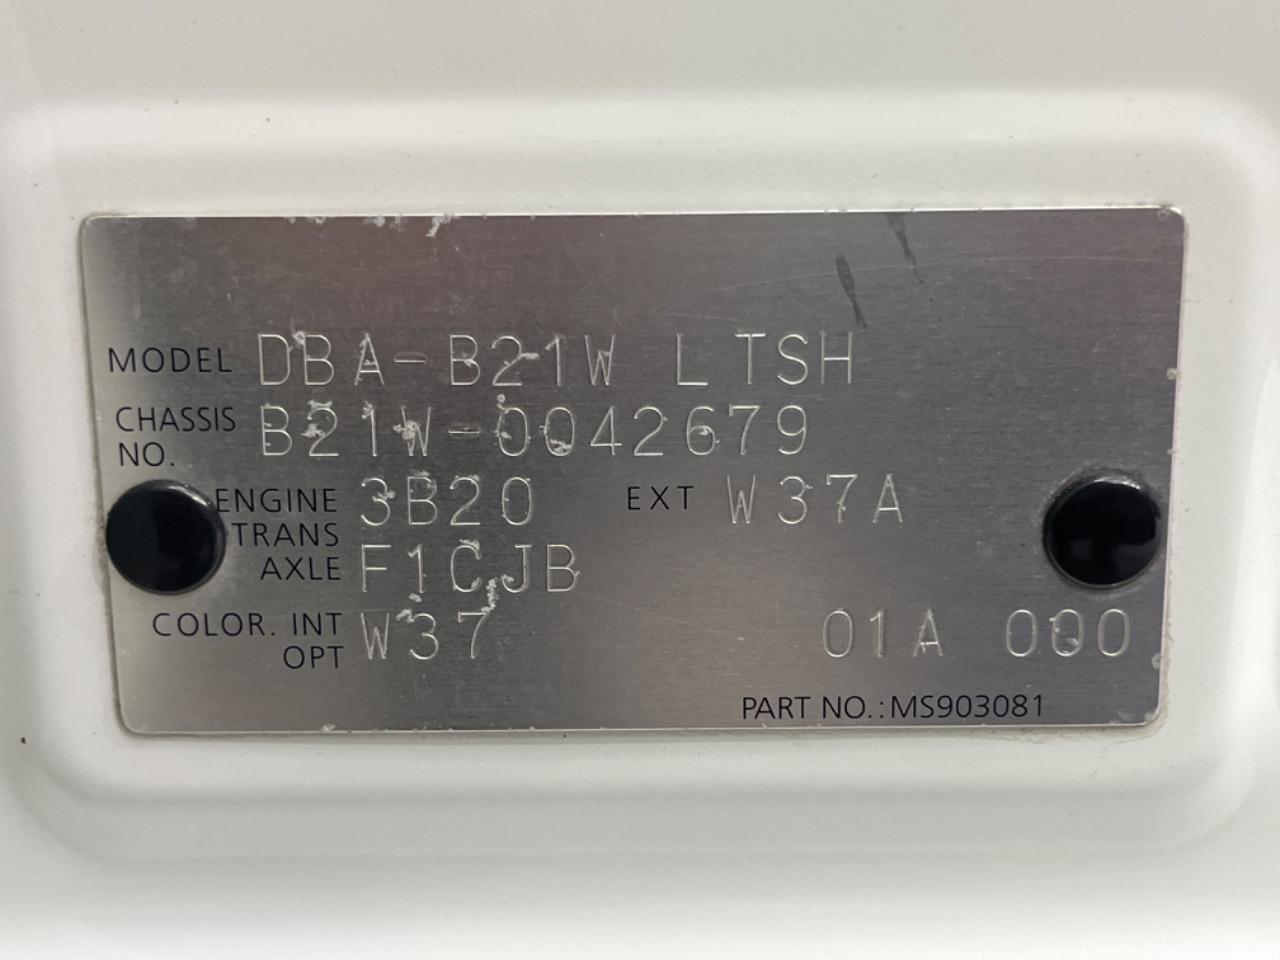 MODEL DBA-B21W LTSH
CHASSIS NO. B21W-0042679
ENGINE 3B20 EXT W37A
TRANS AXLE F1CJB
COLOR. INT OPT W37 01A 000
PART NO.:MS903081